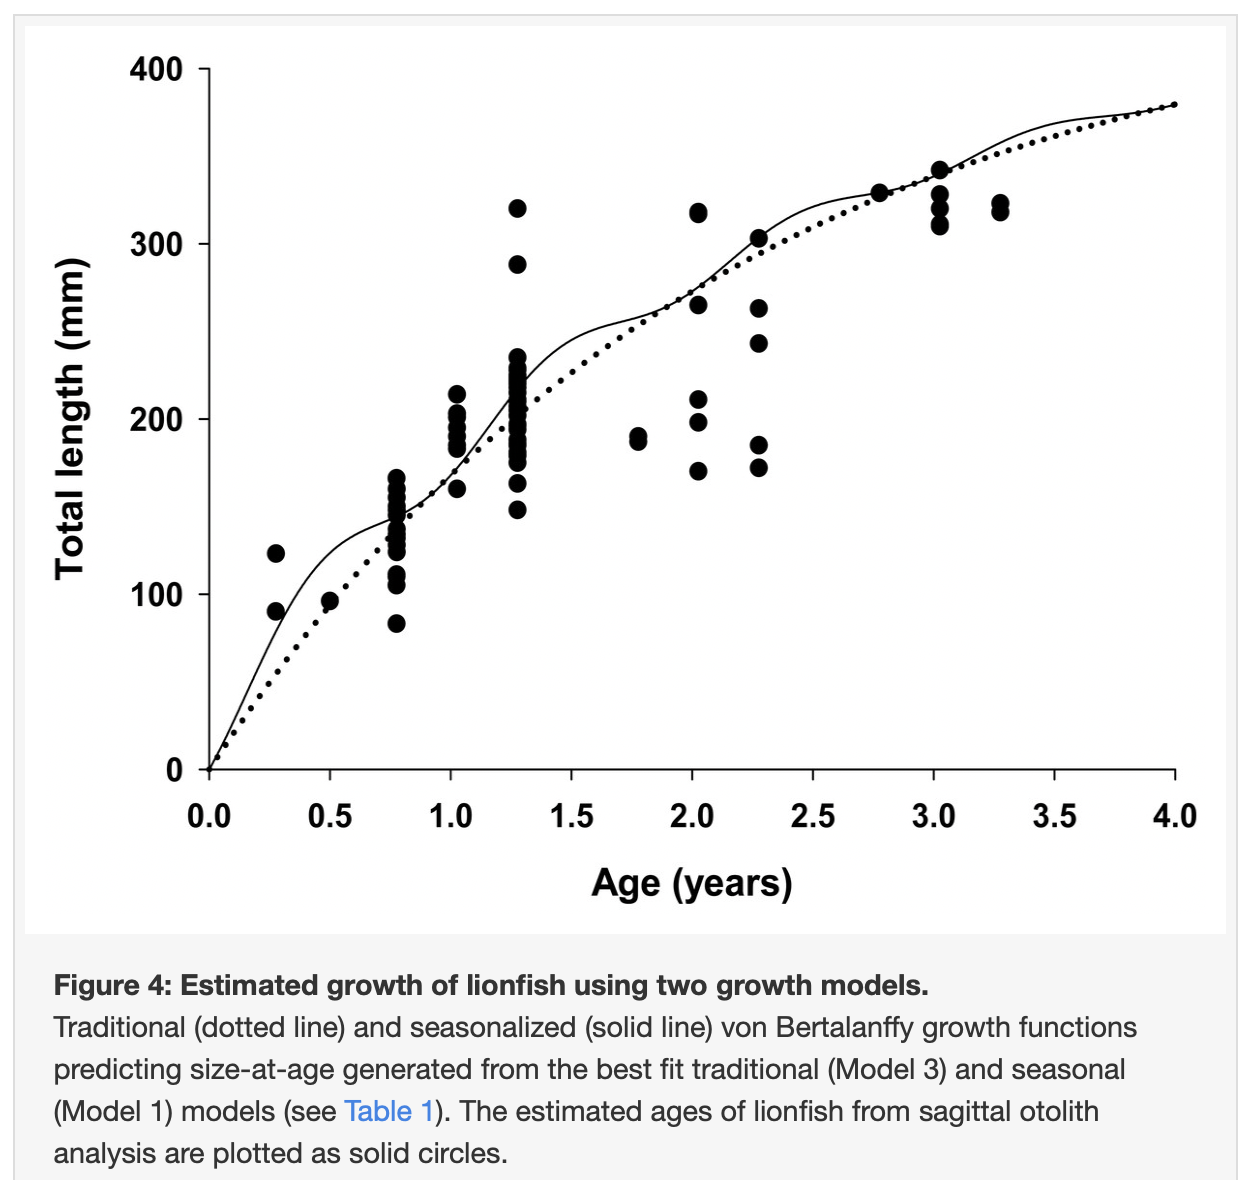 400
300
200
100
0
Total length (mm)
0.0 0.5 1.0 1.5 2.0 2.5 3.0 3.5 4.0
Age (years)
Figure 4: Estimated growth of lionfish using two growth models.
Traditional (dotted line) and seasonalized (solid line) von Bertalanffy growth functions
predicting size-at-age generated from the best fit traditional (Model 3) and seasonal
(Model 1) models (see Table 1). The estimated ages of lionfish from sagittal otolith
analysis are plotted as solid circles.